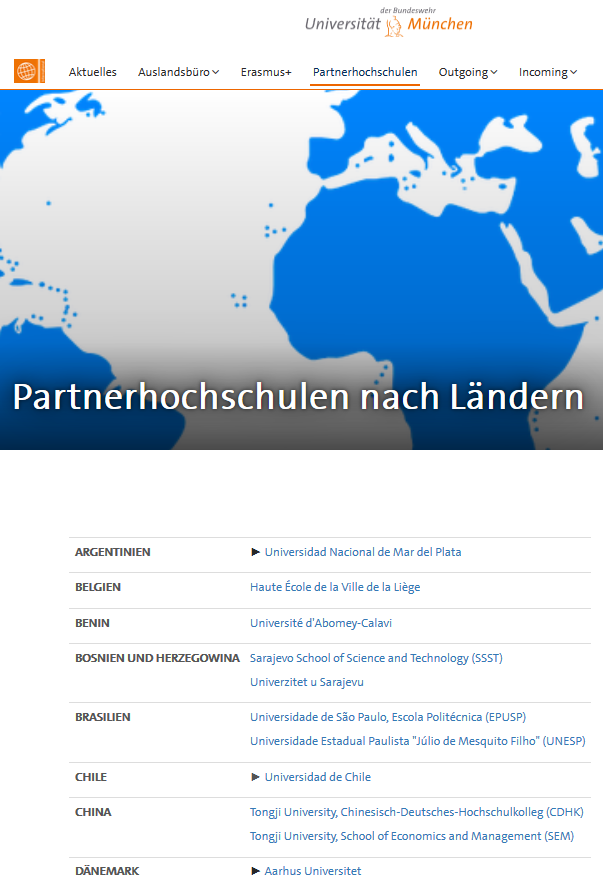 der Bundeswehr
Universität München
Aktuelles Auslandsbüro Erasmus+ Partnerhochschulen Outgoing Incoming
Partnerhochschulen nach Ländern
ARGENTINIEN ► Universidad Nacional de Mar del Plata
BELGIEN Haute École de la Ville de la Liège
BENIN Université d'Abomey-Calavi
BOSNIEN UND HERZEGOWINA Sarajevo School of Science and Technology (SSST)
Univerzitet u Sarajevu
BRASILIEN Universidade de São Paulo, Escola Politécnica (EPUSP)
Universidade Estadual Paulista "Júlio de Mesquito Filho" (UNESP)
CHILE ► Universidad de Chile
CHINA Tongji University, Chinesisch-Deutsches-Hochschulkolleg (CDHK)
Tongji University, School of Economics and Management (SEM)
DÄNEMARK ► Aarhus Universitet